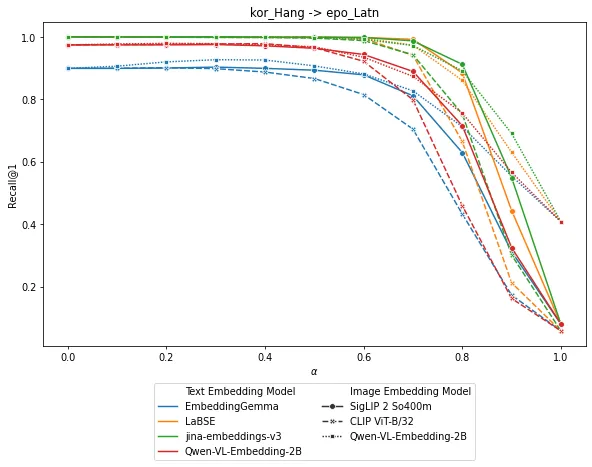 kor_Hang -> epo_Latn
Recall@1
1.0
0.8
0.6
0.4
0.2
0.0 0.2 0.4 0.6 0.8 1.0
α
Text Embedding Model Image Embedding Model
EmbeddingGemma SigLIP 2 So400m
LaBSE CLIP ViT-B/32
jina-embeddings-v3 Qwen-VL-Embedding-2B
Qwen-VL-Embedding-2B